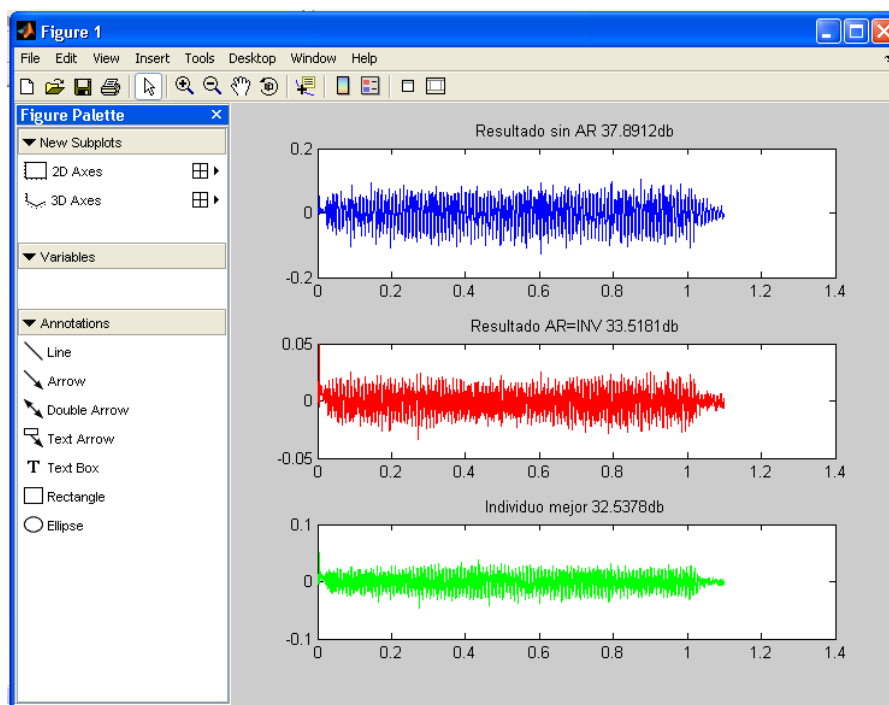 Figure 1
File Edit View Insert Tools Desktop Window Help
Figure Palette
New Subplots
2D Axes
3D Axes
Variables
Annotations
Line
Arrow
Double Arrow
Text Arrow
T Text Box
Rectangle
Ellipse
Resultado sin AR 37.8912db
0.2
0
-0.2
0 0.2 0.4 0.6 0.8 1 1.2 1.4
Resultado AR=INV 33.5181db
0.05
0
-0.05
0 0.2 0.4 0.6 0.8 1 1.2 1.4
Individuo mejor 32.5378db
0.1
0
-0.1
0 0.2 0.4 0.6 0.8 1 1.2 1.4